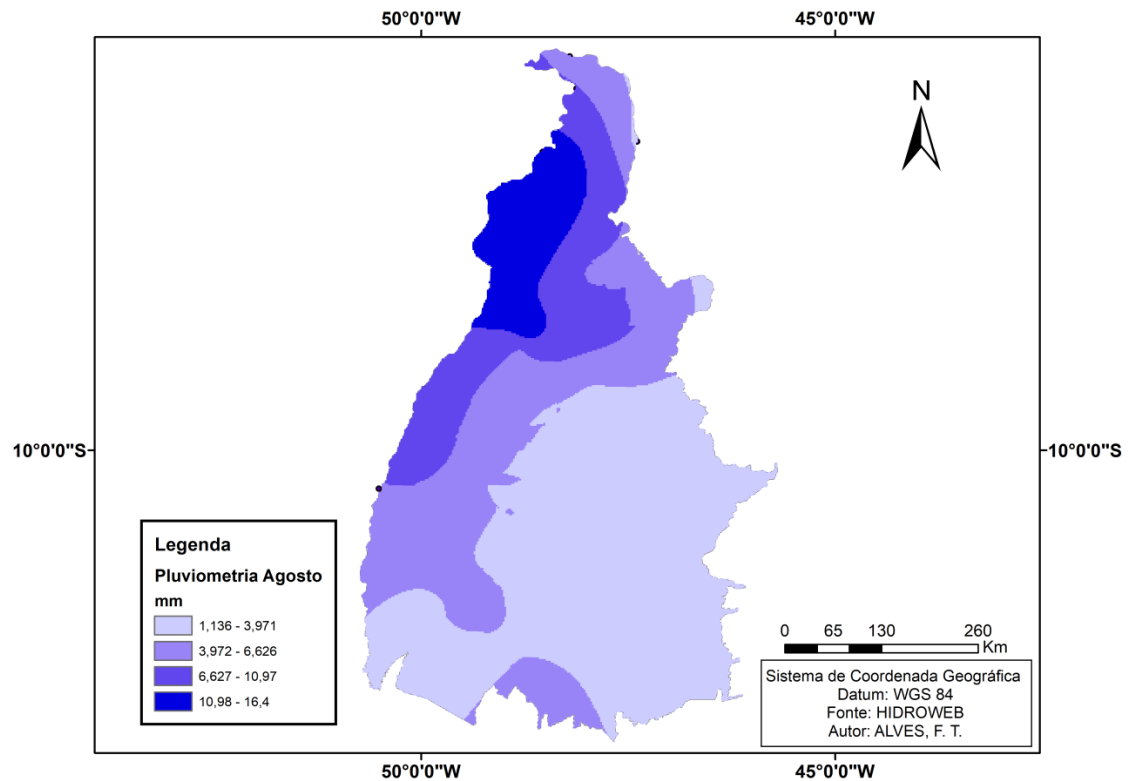 50°0'0"W
45°0'0"W
N
10°0'0"S
10°0'0"S
Legenda
Pluviometria Agosto
mm
1,136 - 3,971
3,972 - 6,626
6,627 - 10,97
10,98 - 16,4
0 65 130 260
Km
Sistema de Coordenada Geográfica
Datum: WGS 84
Fonte: HIDROWEB
Autor: ALVES, F. T.
50°0'0"W
45°0'0"W